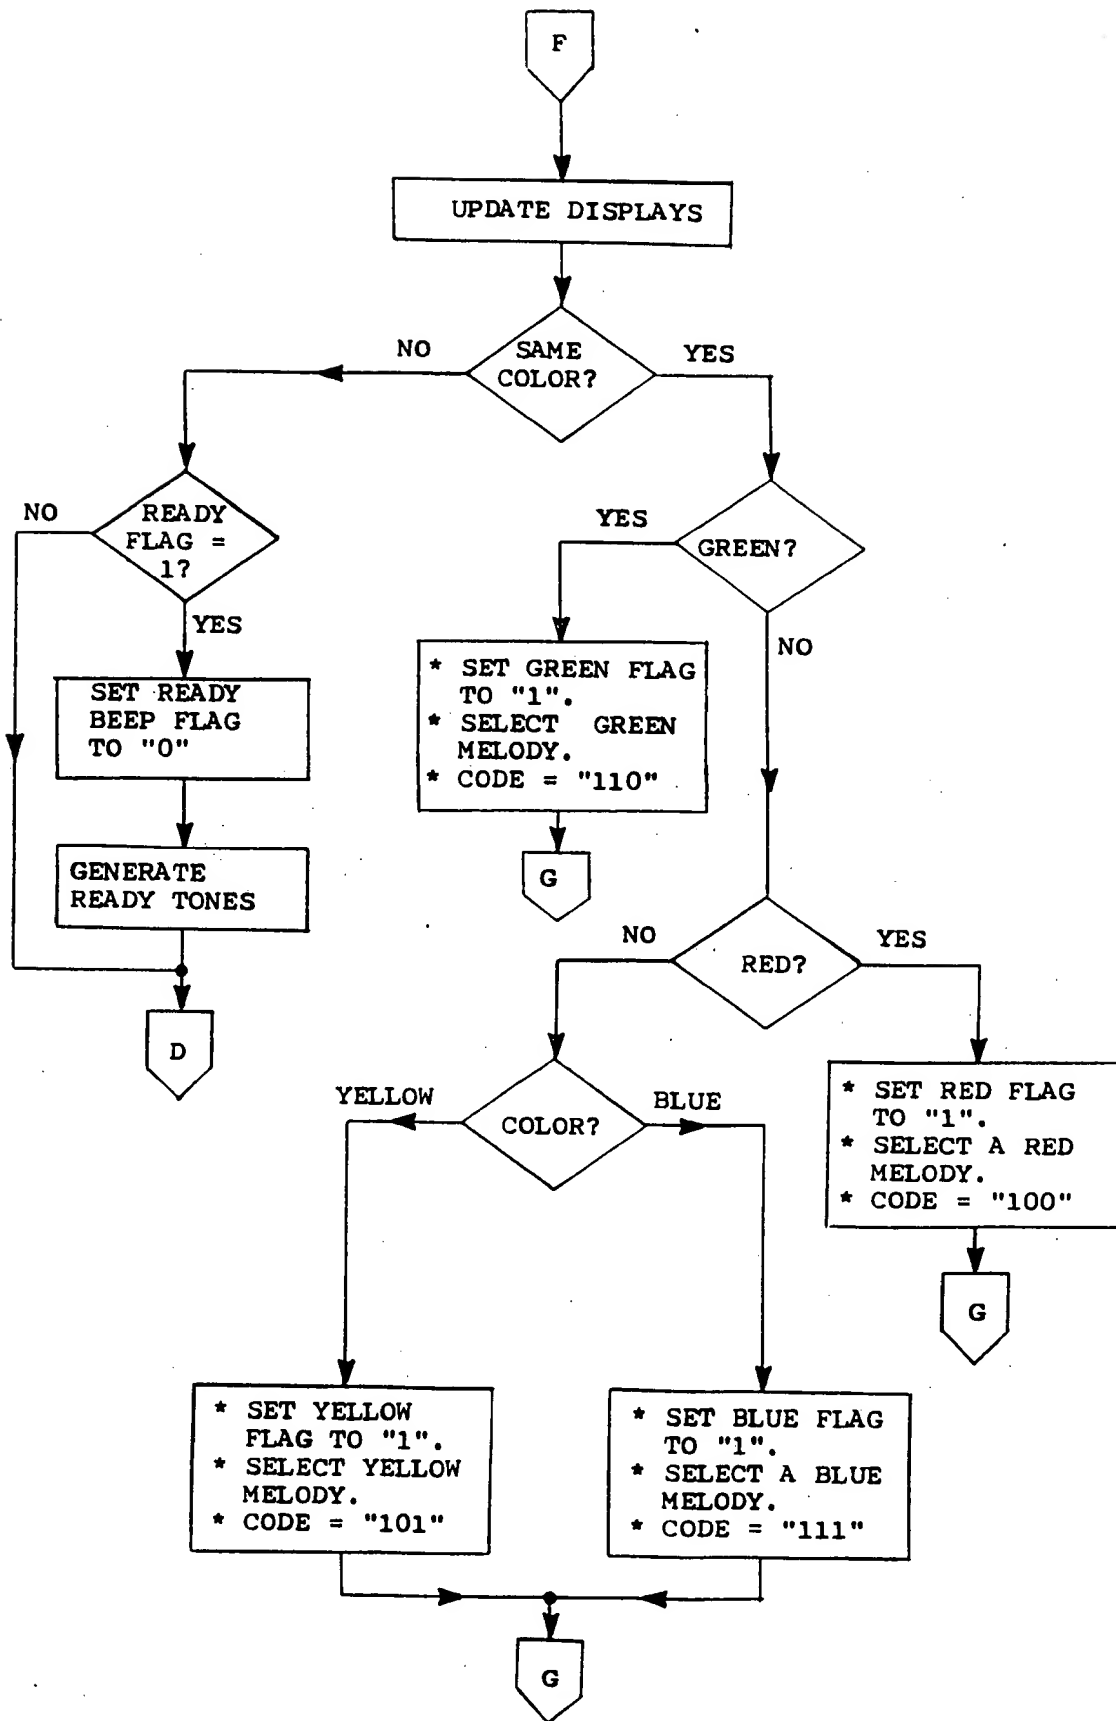 F
UPDATE DISPLAYS
NO
SAME
COLOR?
YES
NO
READY
FLAG =
1?
YES
YES
GREEN?
NO
SET READY
BEEP FLAG
TO "0"
* SET GREEN FLAG
TO "1".
* SELECT GREEN
MELODY.
* CODE = "110"
GENERATE
READY TONES
G
D
NO
RED?
YES
YELLOW
COLOR?
BLUE
* SET RED FLAG
TO "1".
* SELECT A RED
MELODY.
* CODE = "100"
G
* SET YELLOW
FLAG TO "1".
* SELECT YELLOW
MELODY.
* CODE = "101"
* SET BLUE FLAG
TO "1".
* SELECT A BLUE
MELODY.
* CODE = "111"
G